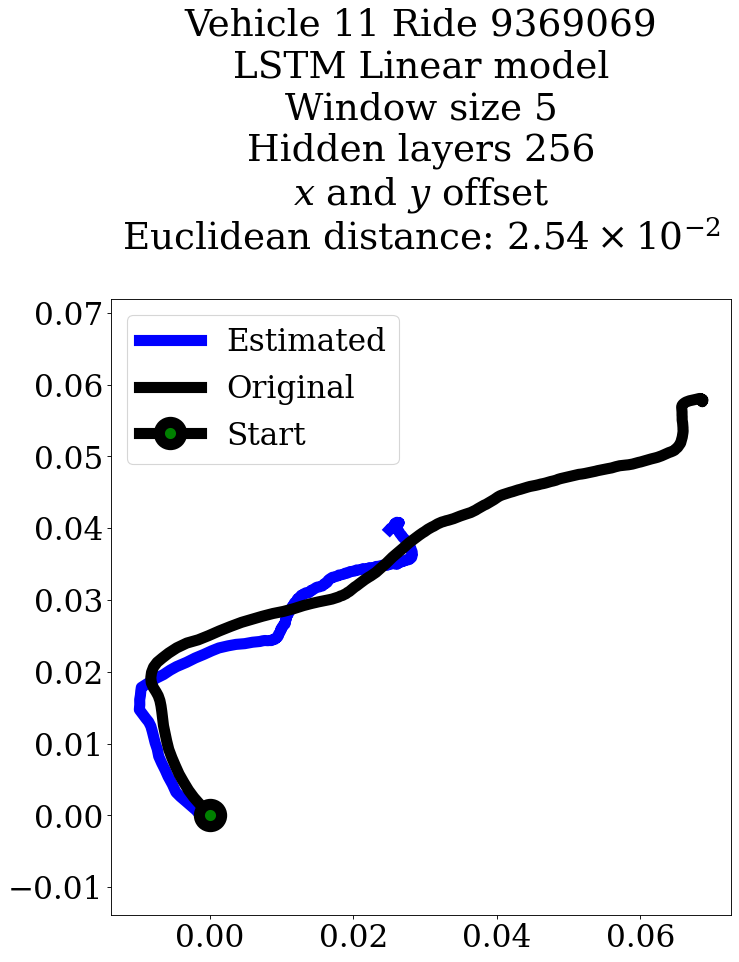 Vehicle 11 Ride 9369069
LSTM Linear model
Window size 5
Hidden layers 256
x and y offset
Euclidean distance: 2.54 × 10⁻²
0.07
0.06
0.05
0.04
0.03
0.02
0.01
0.00
−0.01
Estimated
Original
Start
0.00
0.02
0.04
0.06